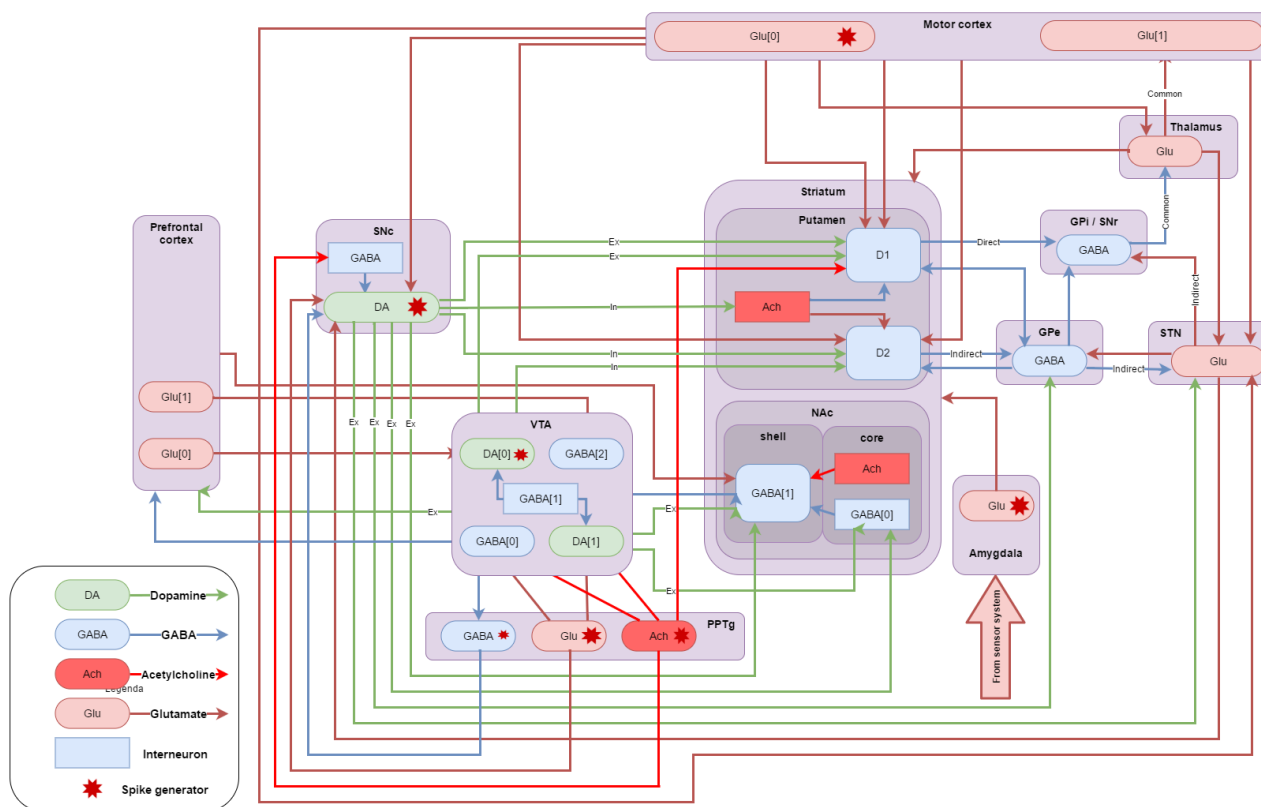 Motor cortex
Glu[0]
Glu[1]
Common
Thalamus
Glu
Common
Striatum
Putamen
D1
Direct
GPi / SNr
GABA
Indirect
Prefrontal
cortex
SNc
GABA
DA
Ex
Ex
In
In
In
Ach
D2
Indirect
GPe
GABA
Indirect
STN
Glu
Glu[1]
Glu[0]
Ex
Ex
Ex
Ex
Ex
VTA
DA[0]
GABA[2]
GABA[1]
GABA[0]
DA[1]
Ex
Ex
NAc
shell
core
GABA[1]
Ach
GABA[0]
Glu
Amygdala
From sensor system
PPTg
GABA
Glu
Ach
DA
Dopamine
GABA
GABA
Ach
Acetylcholine
Legenda
Glu
Glutamate
Interneuron
Spike generator